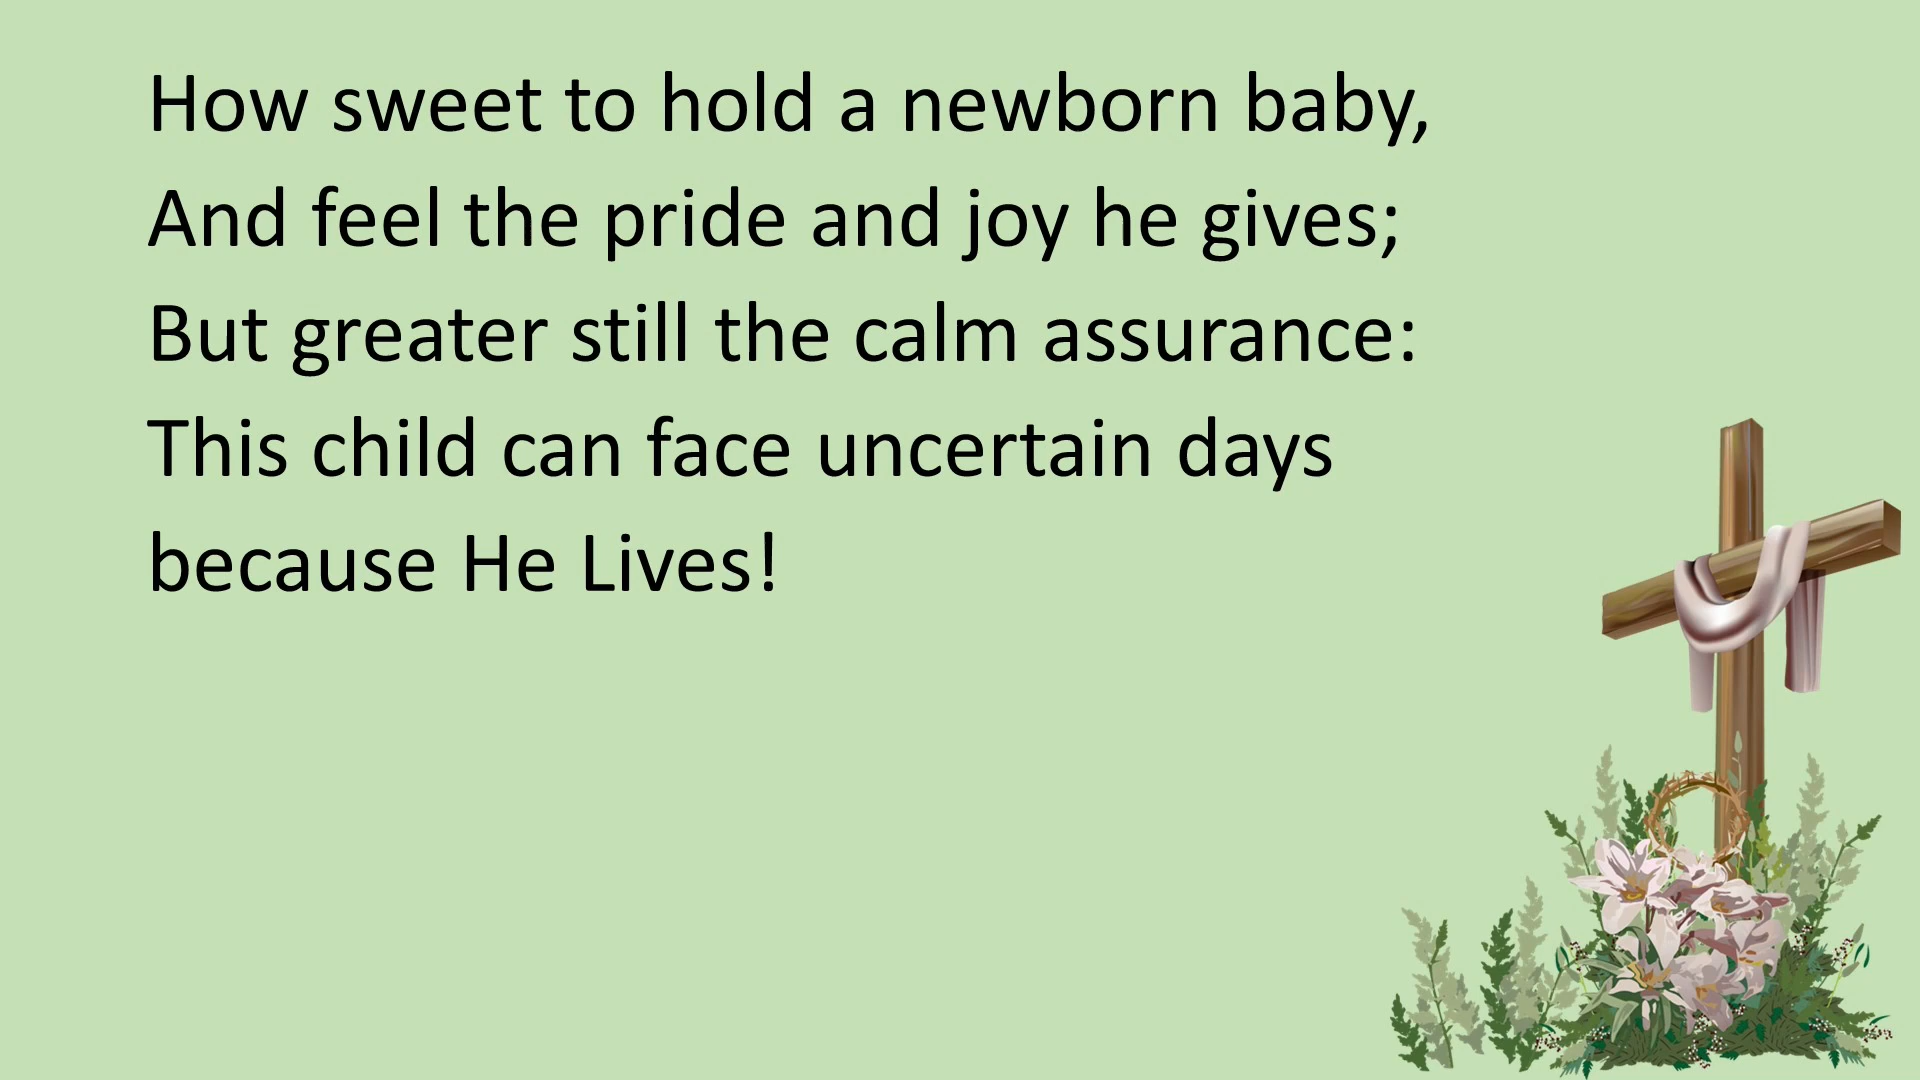 How sweet to hold a newborn baby,
And feel the pride and joy he gives;
But greater still the calm assurance:
This child can face uncertain days
because He Lives!